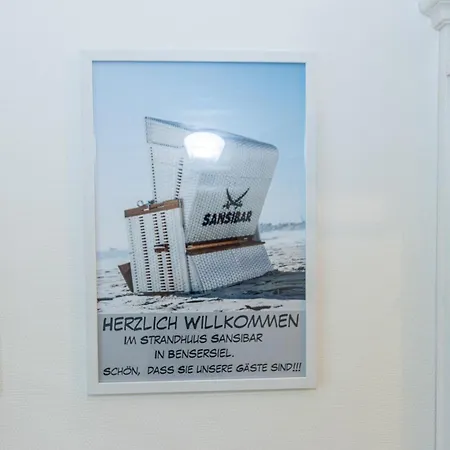 SANSIBAR
HERZLICH WILLKOMMEN
IM STRANDHUUS SANSIBAR
IN BENSERSIEL.
SCHÖN, DASS SIE UNSERE GÄSTE SIND!!!